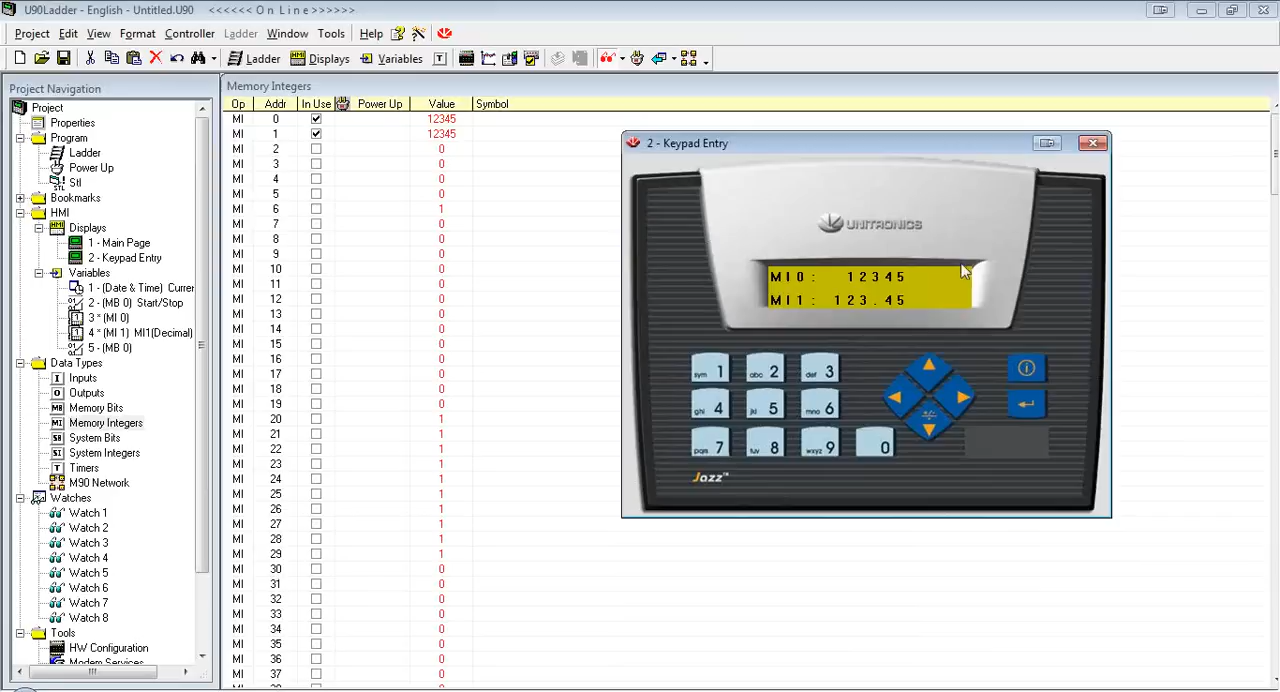 U90Ladder - English - Untitled.U90 <<<<<< O n L i n e >>>>>>
Project Edit View Format Controller Ladder Window Tools Help
Ladder Displays Variables T
Project Navigation
Project
Properties
Program
Ladder
Power Up
Stl
Bookmarks
HMI
Displays
1 - Main Page
2 - Keypad Entry
Variables
1 - (Date & Time) Currer
2 - (MB 0) Start/Stop
3 - (MI 0)
4 * (MI 1) MI1(Decimal)
5 - (MB 0)
Data Types
Inputs
Outputs
Memory Bits
Memory Integers
System Bits
System Integers
Timers
M90 Network
Watches
Watch 1
Watch 2
Watch 3
Watch 4
Watch 5
Watch 6
Watch 7
Watch 8
Tools
HW Configuration
Modem Services
Memory Integers
Op Addr In Use Power Up Value Symbol
MI 0 12345
MI 1 12345
MI 2 0
MI 3 0
MI 4 0
MI 5 0
MI 6 1
MI 7 0
MI 8 0
MI 9 0
MI 10 0
MI 11 0
MI 12 0
MI 13 0
MI 14 0
MI 15 0
MI 16 0
MI 17 0
MI 18 0
MI 19 0
MI 20 1
MI 21 1
MI 22 1
MI 23 1
MI 24 1
MI 25 1
MI 26 1
MI 27 1
MI 28 1
MI 29 1
MI 30 0
MI 31 0
MI 32 0
MI 33 0
MI 34 0
MI 35 0
MI 36 0
MI 37 0
2 - Keypad Entry
UNITRONICS
MI0: 12345
MI1: 123.45
sym 1 abc 2 def 3
ghi 4 jkl 5 mno 6
pqrs 7 tuv 8 wxyz 9 0
+/-
i
Jazz™